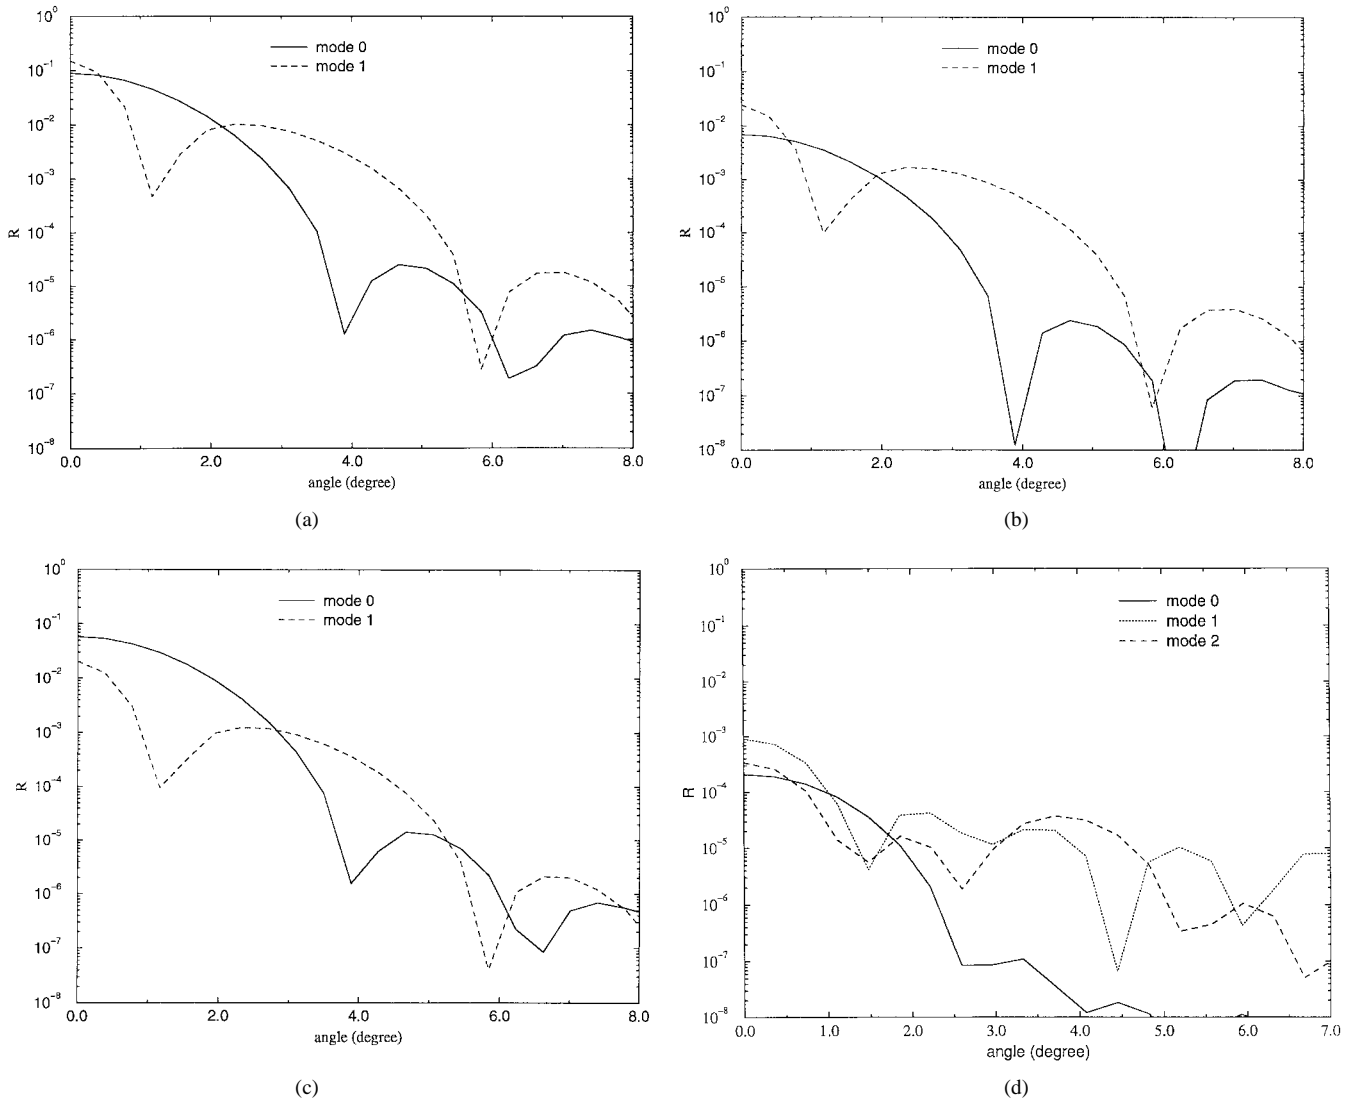 10^0
10^-1
10^-2
10^-3
10^-4
10^-5
10^-6
10^-7
10^-8
R
mode 0
mode 1
0.0 2.0 4.0 6.0 8.0
angle (degree)
(a)
10^0
10^-1
10^-2
10^-3
10^-4
10^-5
10^-6
10^-7
10^-8
R
mode 0
mode 1
0.0 2.0 4.0 6.0 8.0
angle (degree)
(b)
10^0
10^-1
10^-2
10^-3
10^-4
10^-5
10^-6
10^-7
10^-8
R
mode 0
mode 1
0.0 2.0 4.0 6.0 8.0
angle (degree)
(c)
10^0
10^-1
10^-2
10^-3
10^-4
10^-5
10^-6
10^-7
10^-8
R
mode 0
mode 1
mode 2
0.0 1.0 2.0 3.0 4.0 5.0 6.0 7.0
angle (degree)
(d)